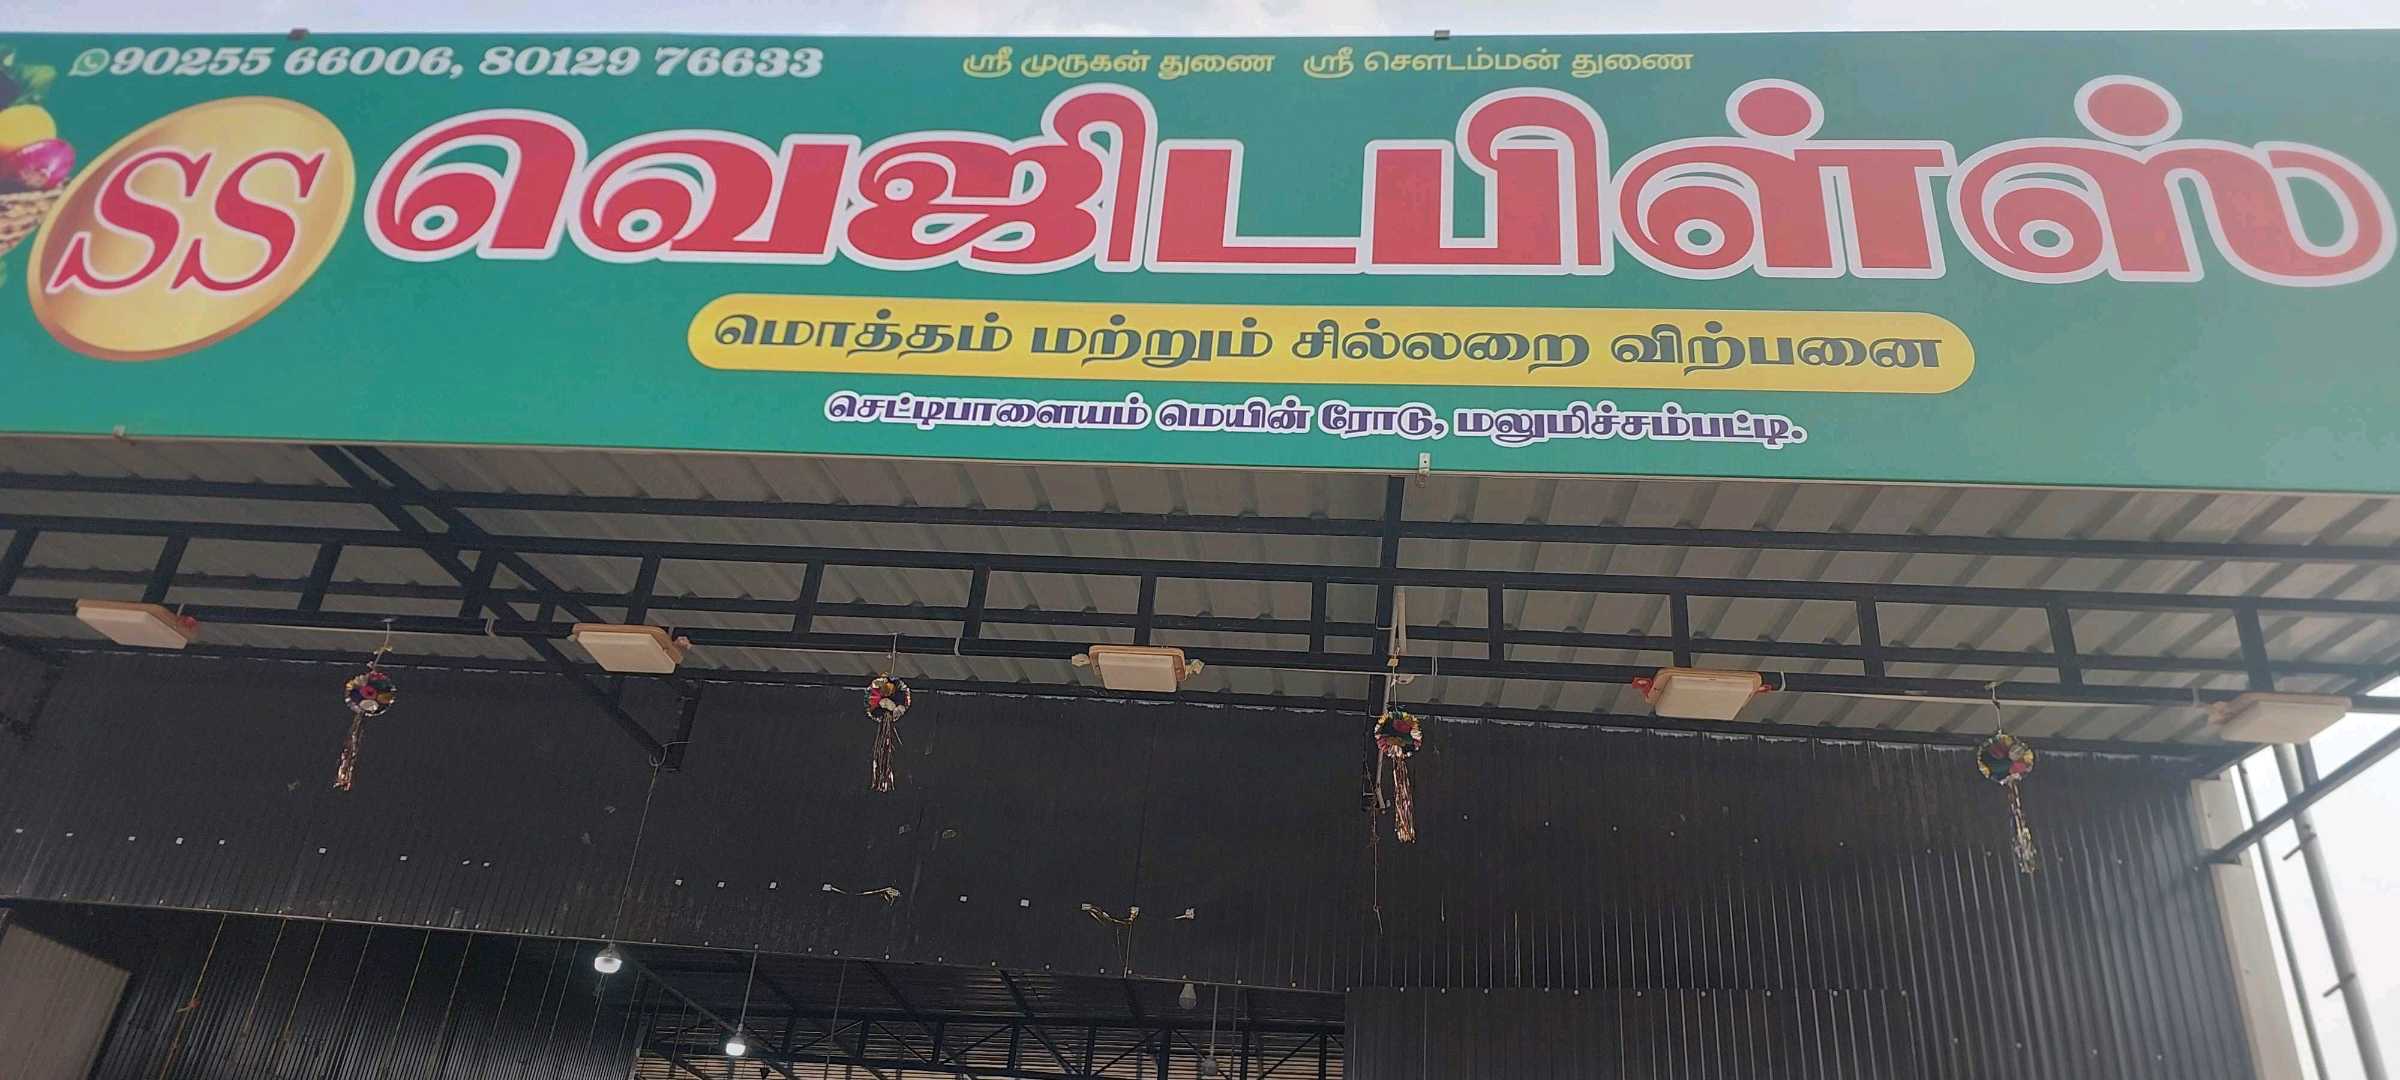 90255 66006, 80129 76633
ஸ்ரீ முருகன் துணை ஸ்ரீ சௌடம்மன் துணை
SS வெஜிடபிள்ஸ்
மொத்தம் மற்றும் சில்லறை விற்பனை
செட்டிபாளையம் மெயின் ரோடு, மலுமிச்சம்பட்டி.